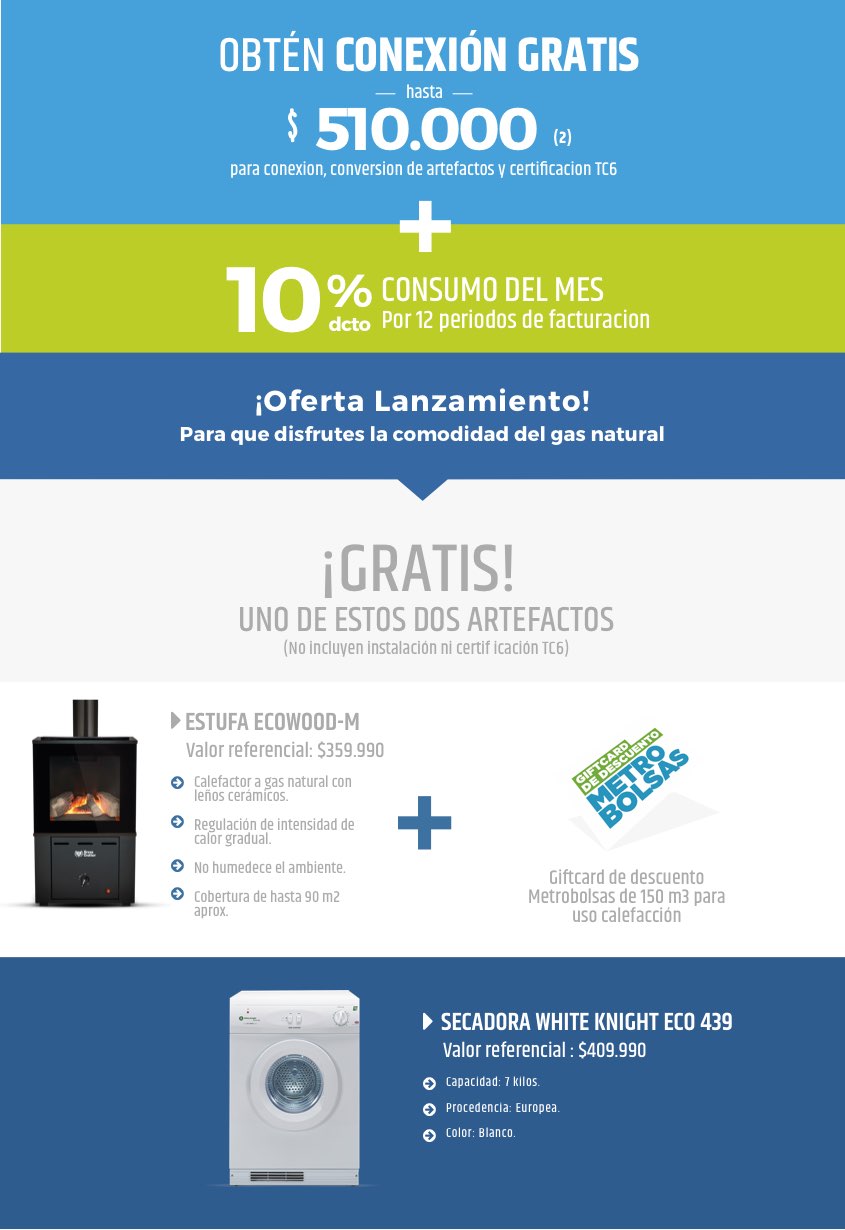 OBTÉN CONEXIÓN GRATIS
hasta
$ 510.000 (2)
para conexion, conversion de artefactos y certificacion TC6
+
10% dcto CONSUMO DEL MES
Por 12 periodos de facturacion
¡Oferta Lanzamiento!
Para que disfrutes la comodidad del gas natural
¡GRATIS!
UNO DE ESTOS DOS ARTEFACTOS
(No incluyen instalación ni certif icación TC6)
ESTUFA ECOWOOD-M
Valor referencial: $359.990
Calefactor a gas natural con
leños cerámicos.
Regulación de intensidad de
calor gradual.
No humedece el ambiente.
Cobertura de hasta 90 m2
aprox.
+
GIFTCARD
DE DESCUENTO
METRO
BOLSAS
Giftcard de descuento
Metrobolsas de 150 m3 para
uso calefacción
SECADORA WHITE KNIGHT ECO 439
Valor referencial : $409.990
Capacidad: 7 kilos.
Procedencia: Europea.
Color: Blanco.